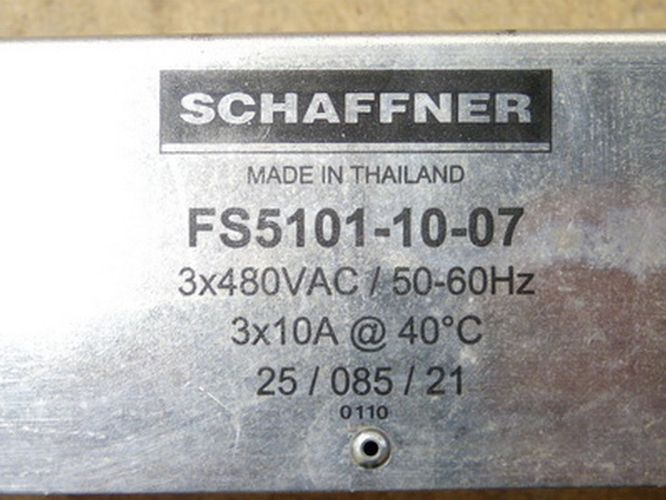 SCHAFFNER
MADE IN THAILAND
FS5101-10-07
3x480VAC / 50-60Hz
3x10A @ 40°C
25 / 085 / 21
0110